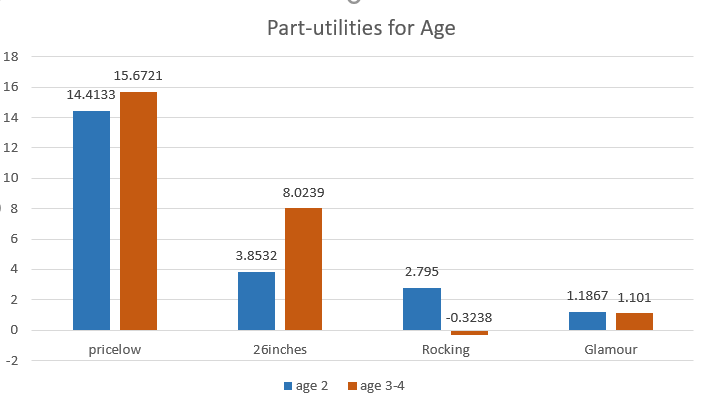 Part-utilities for Age
18
16
14
12
10
8
6
4
2
0
-2
14.4133
15.6721
3.8532
8.0239
2.795
-0.3238
1.1867
1.101
pricelow
26inches
Rocking
Glamour
age 2
age 3-4